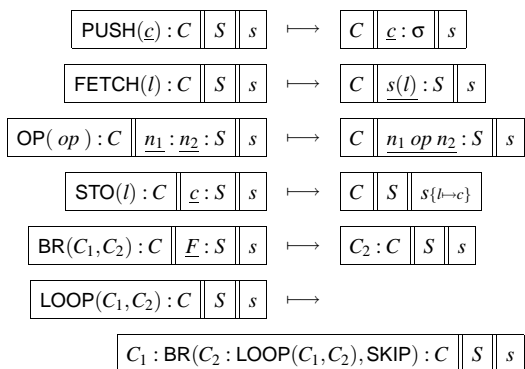 PUSH(c) : C || S || s ⟼ C || c : σ || s
FETCH(l) : C || S || s ⟼ C || s(l) : S || s
OP( op ) : C || n₁ : n₂ : S || s ⟼ C || n₁ op n₂ : S || s
STO(l) : C || c : S || s ⟼ C || S || s{l↦c}
BR(C₁,C₂) : C || F : S || s ⟼ C₂ : C || S || s
LOOP(C₁,C₂) : C || S || s ⟼
C₁ : BR(C₂ : LOOP(C₁,C₂),SKIP) : C || S || s